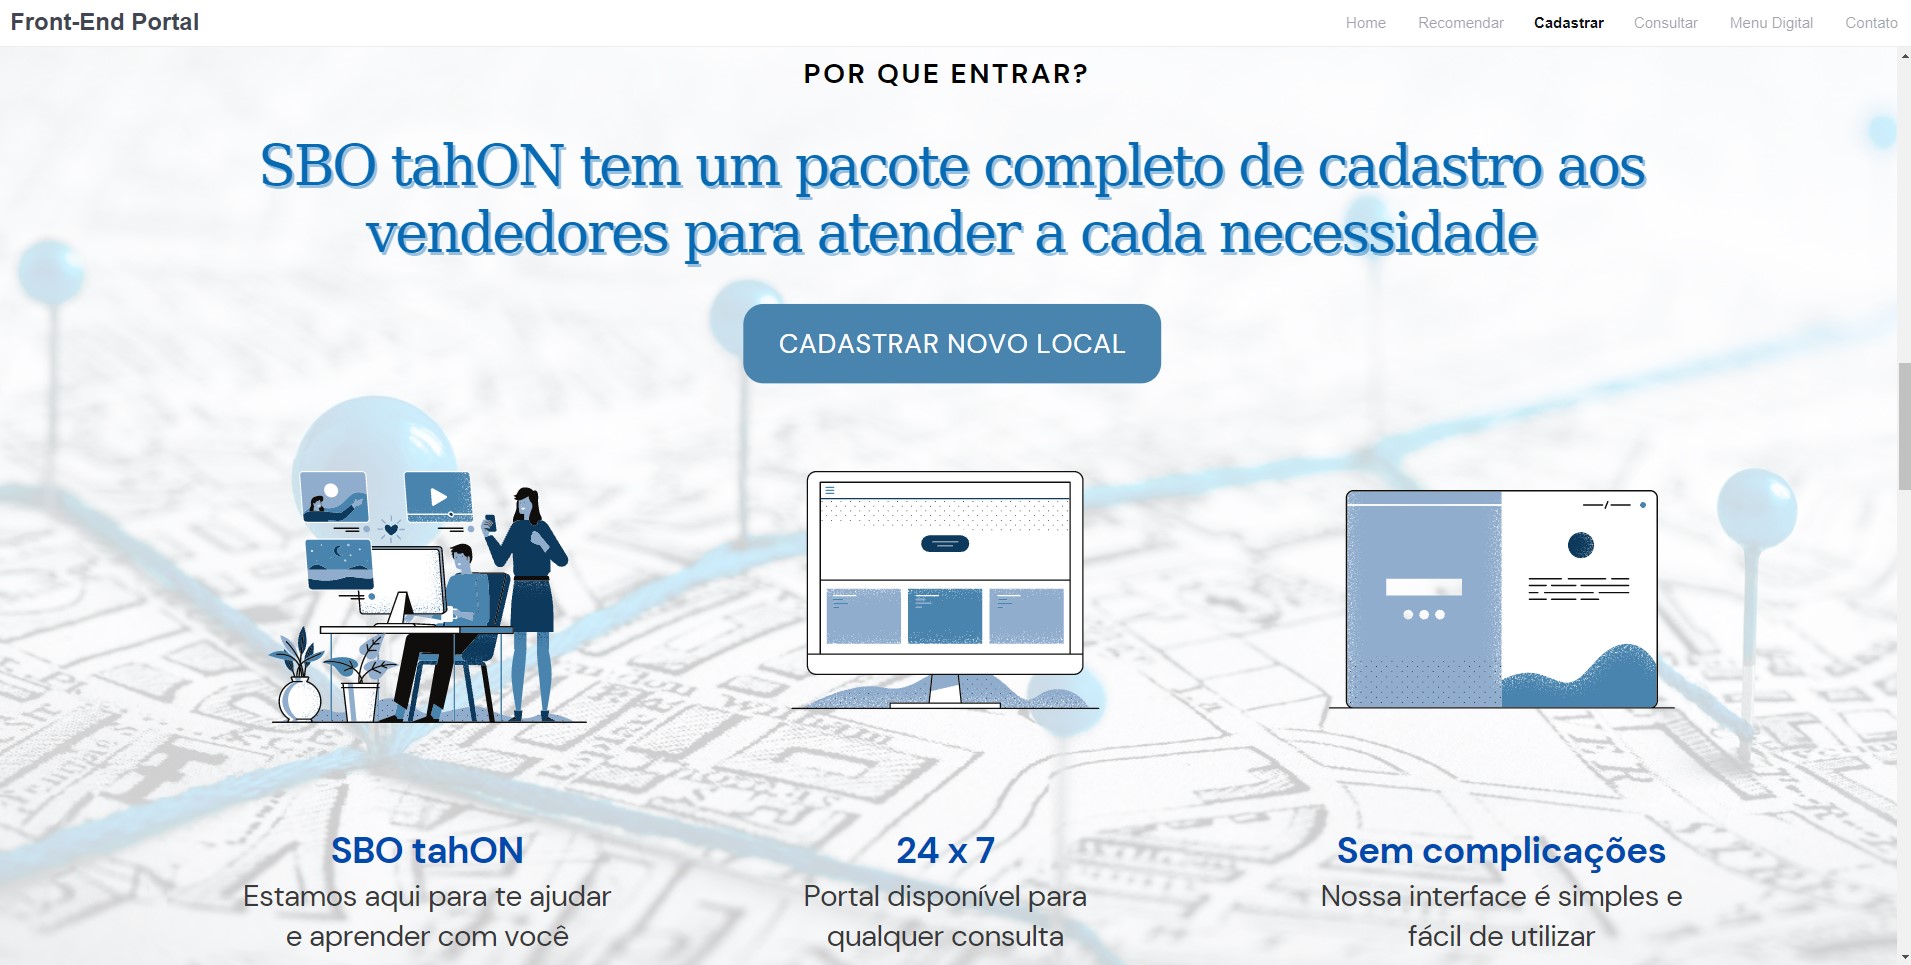 Front-End Portal
Home Recomendar Cadastrar Consultar Menu Digital Contato
POR QUE ENTRAR?
SBO tahON tem um pacote completo de cadastro aos
vendedores para atender a cada necessidade
CADASTRAR NOVO LOCAL
SBO tahON
Estamos aqui para te ajudar
e aprender com você
24 x 7
Portal disponível para
qualquer consulta
Sem complicações
Nossa interface é simples e
fácil de utilizar